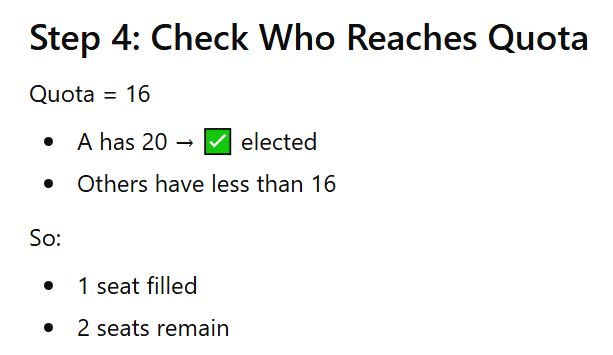 Step 4: Check Who Reaches Quota
Quota = 16
• A has 20 → ✅ elected
• Others have less than 16
So:
• 1 seat filled
• 2 seats remain